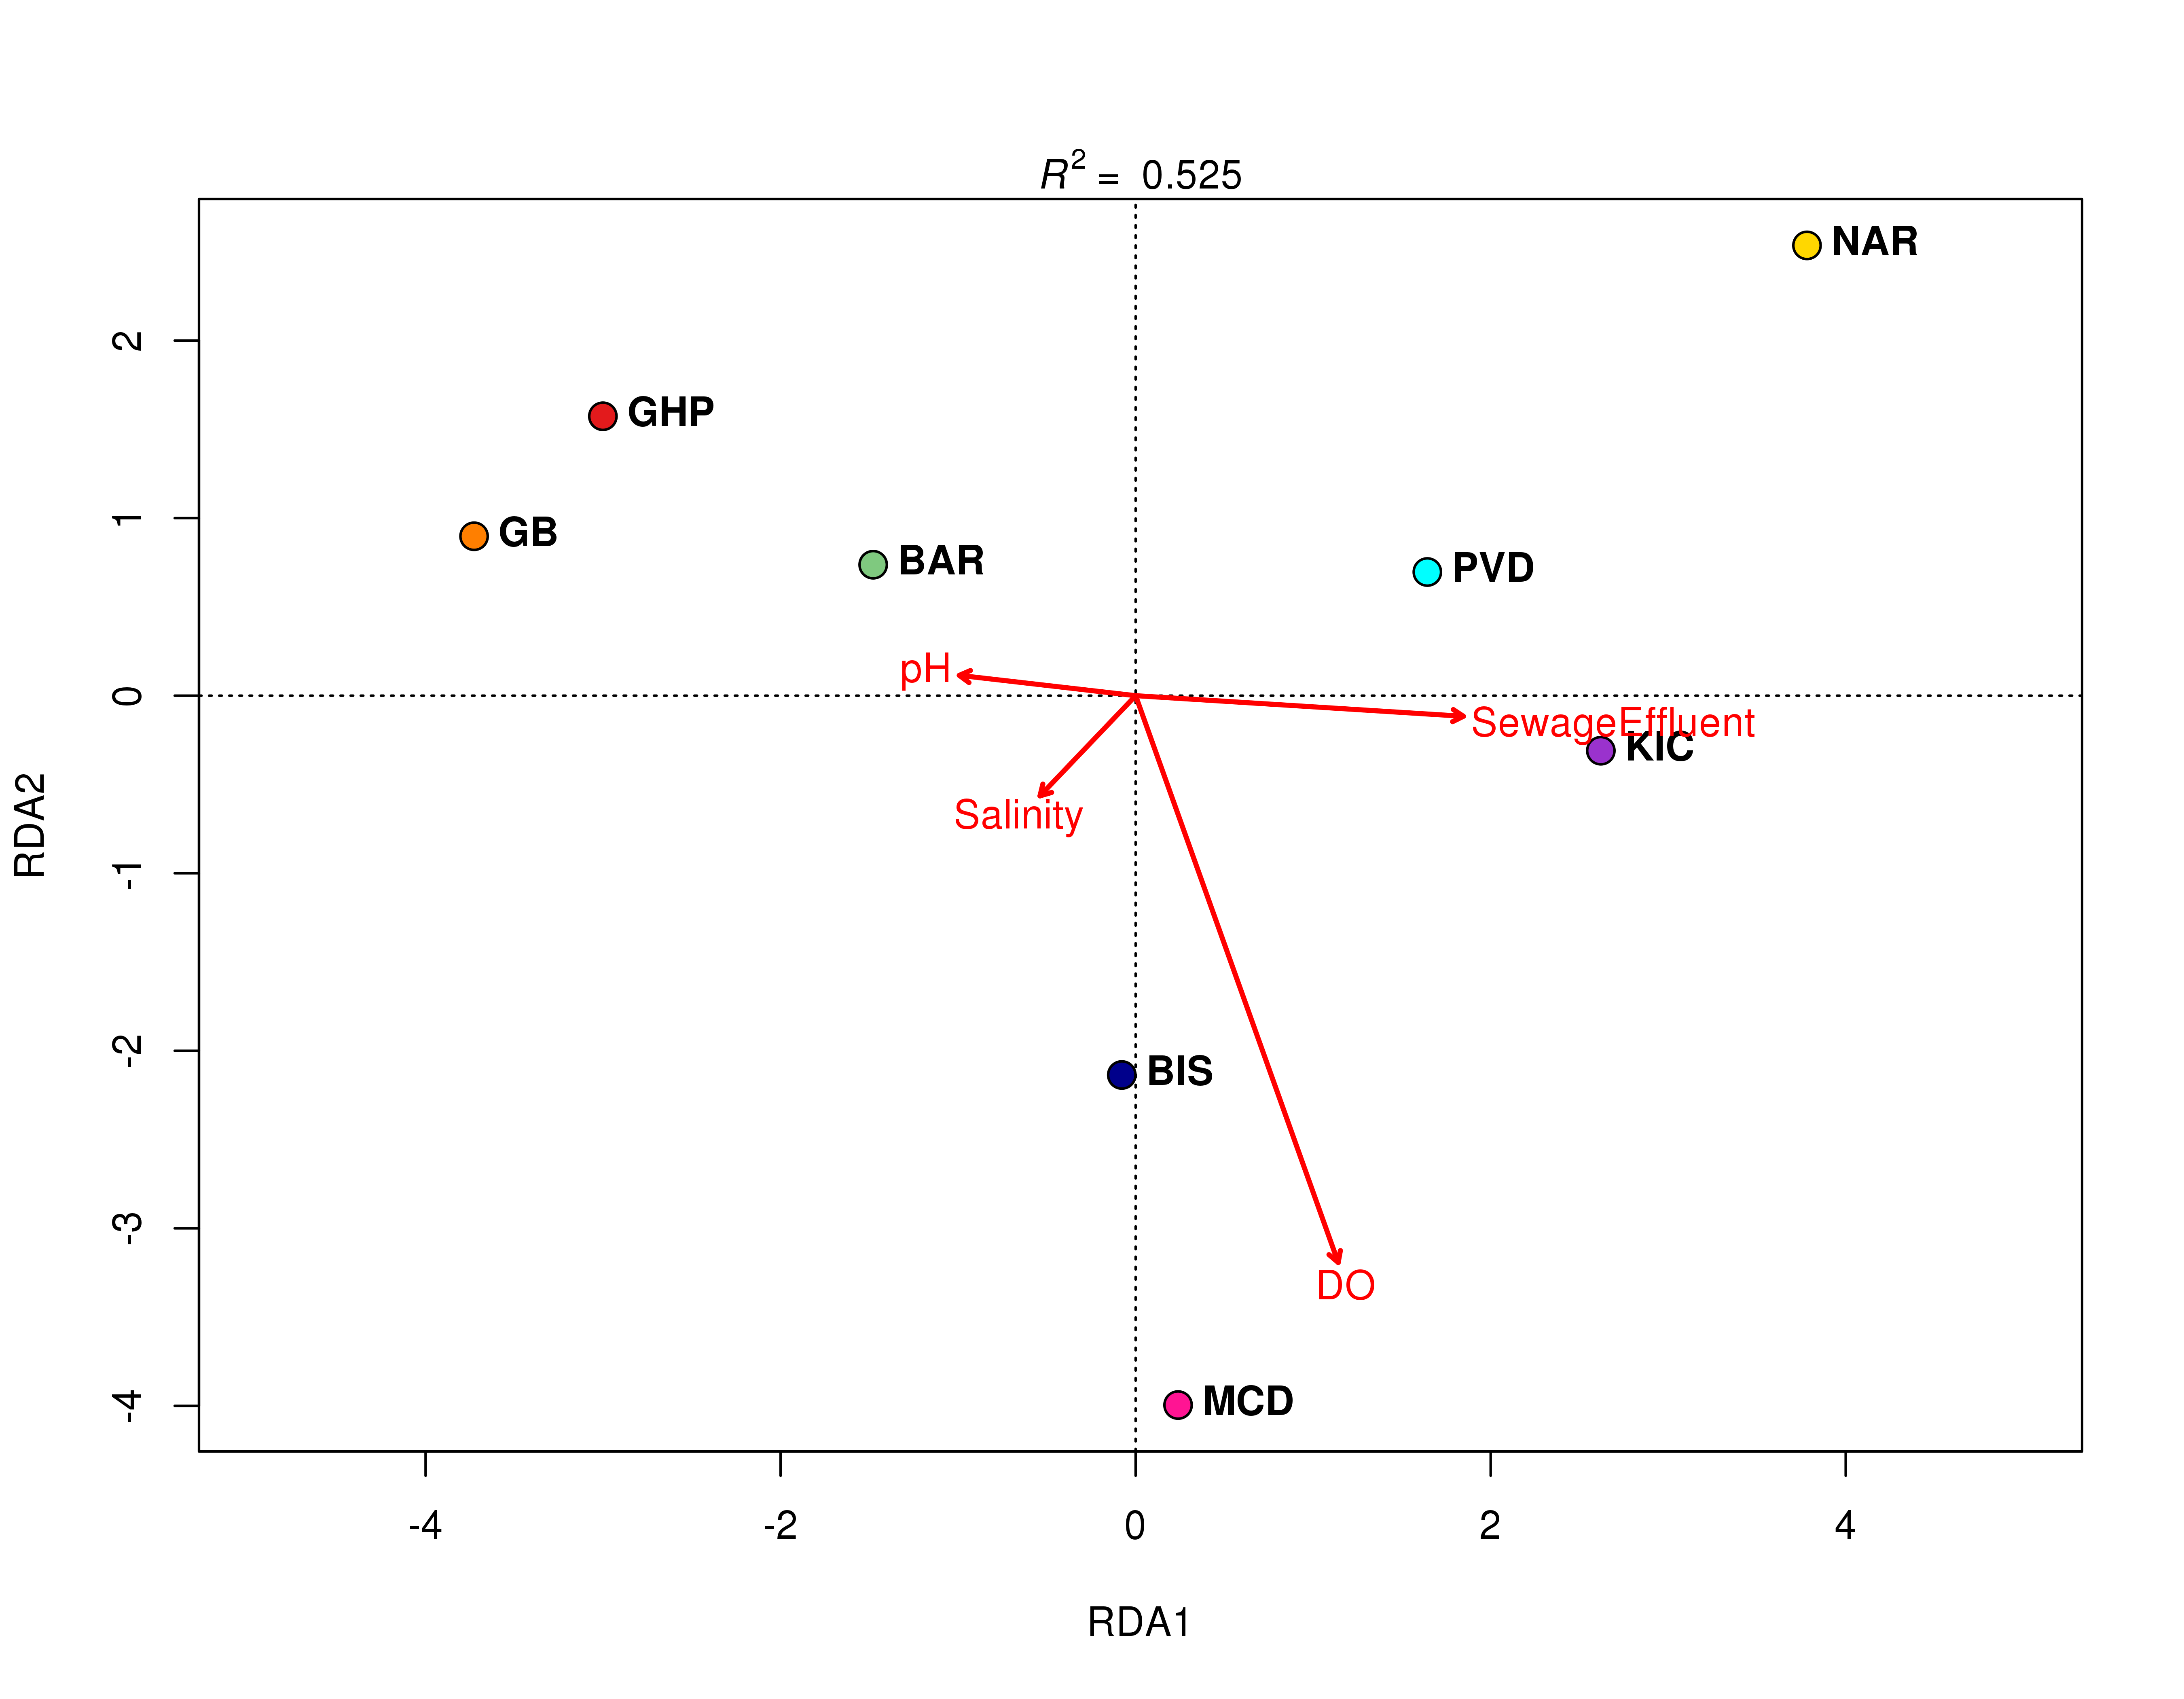 R² = 0.525
NAR
2
GHP
1
GB
BAR
PVD
pH
0
SewageEffluent
KIC
Salinity
RDA2
-1
-2
BIS
-3
DO
-4
MCD
-4 -2 0 2 4
RDA1